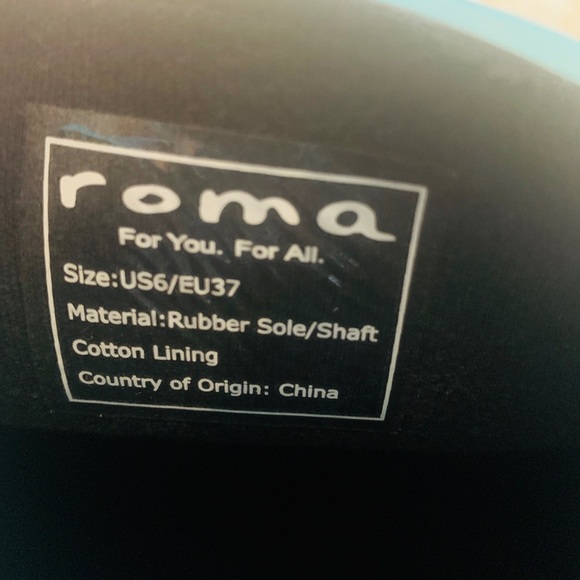 roma
For You. For All.
Size:US6/EU37
Material:Rubber Sole/Shaft
Cotton Lining
Country of Origin: China